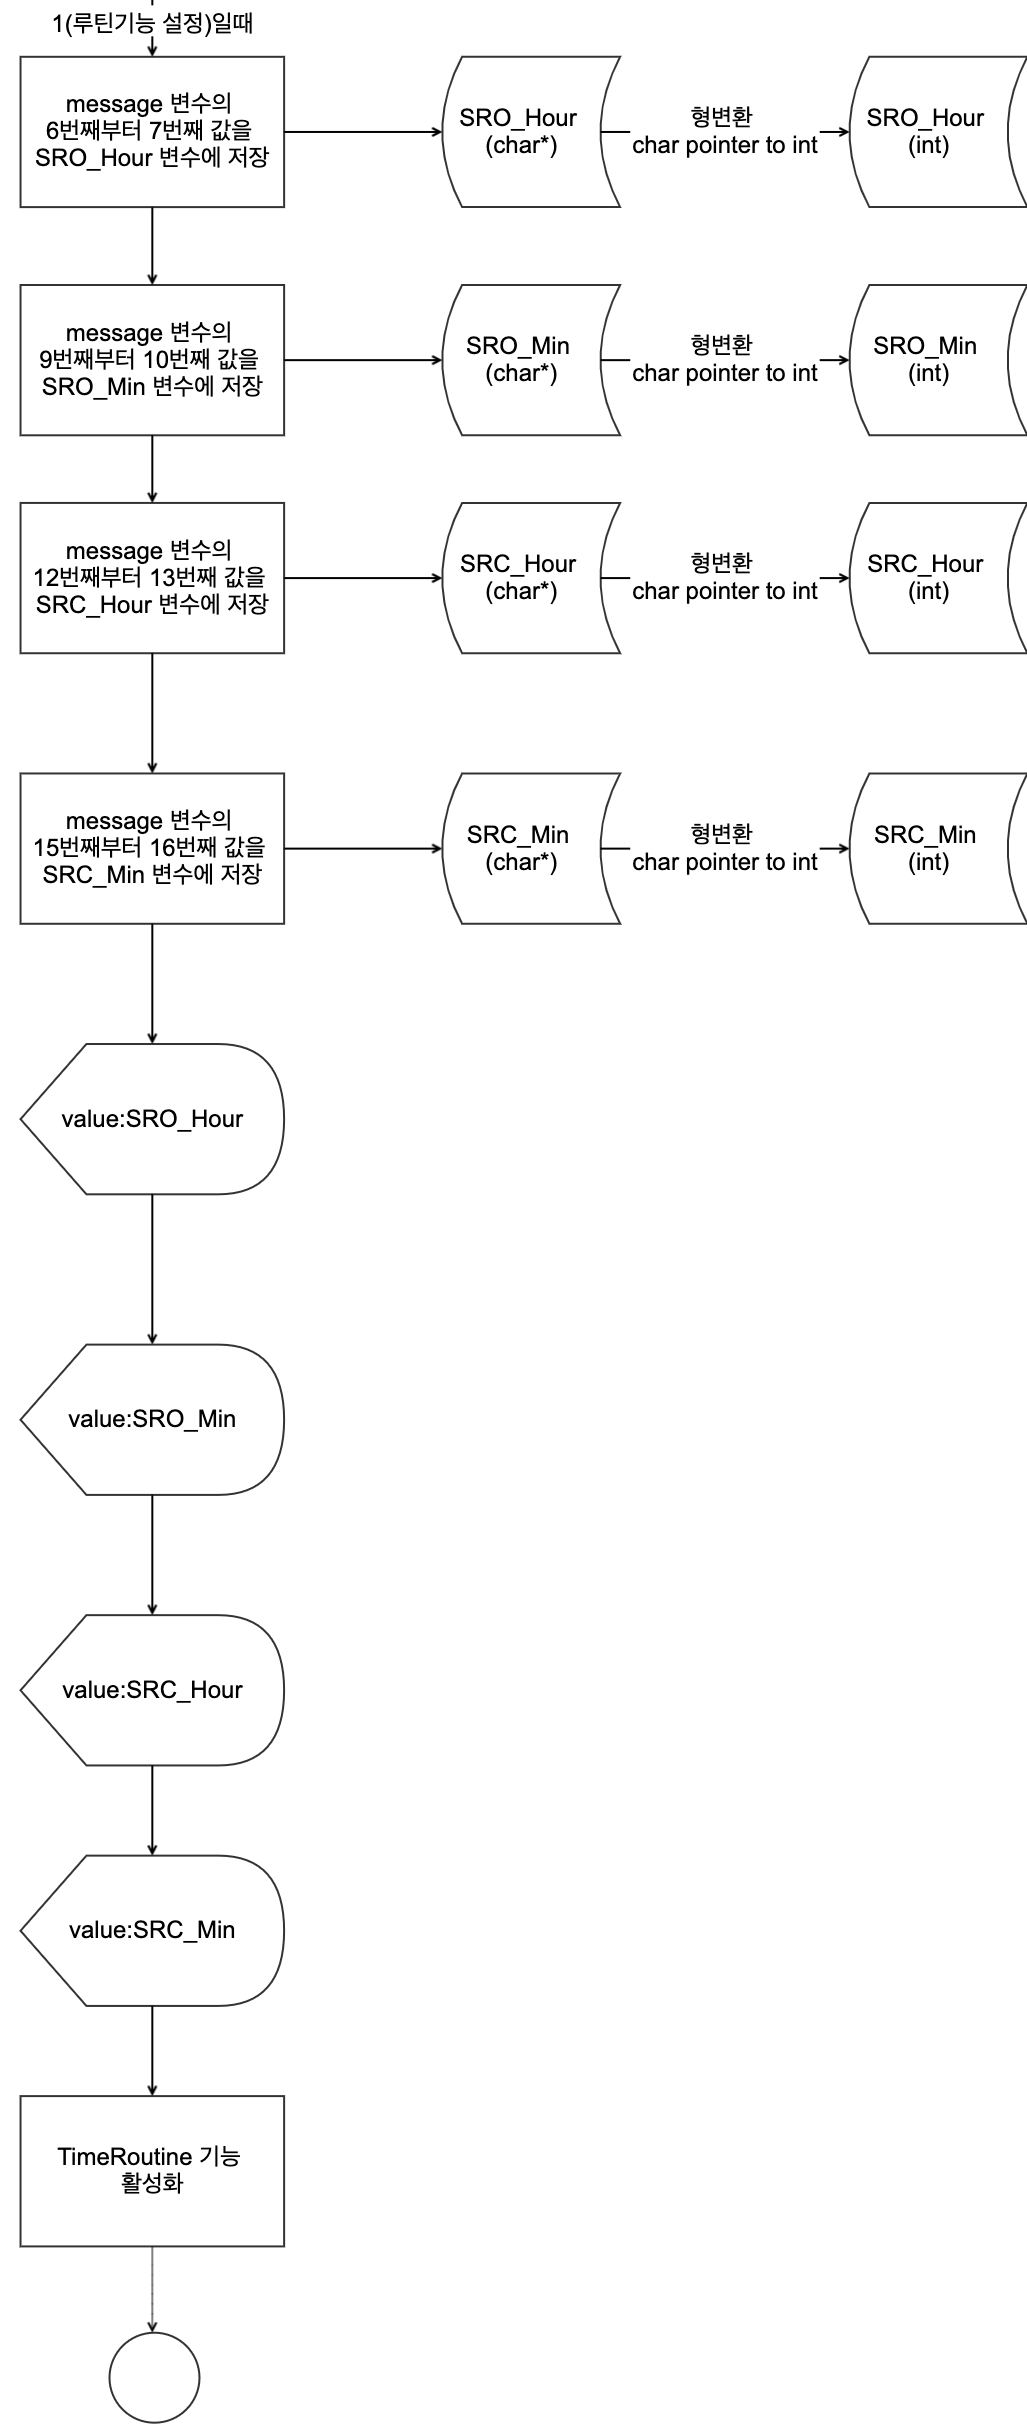 1(루틴기능 설정)일때
message 변수의
6번째부터 7번째 값을
SRO_Hour 변수에 저장
SRO_Hour
(char*)
형변환
char pointer to int
SRO_Hour
(int)
message 변수의
9번째부터 10번째 값을
SRO_Min 변수에 저장
SRO_Min
(char*)
형변환
char pointer to int
SRO_Min
(int)
message 변수의
12번째부터 13번째 값을
SRC_Hour 변수에 저장
SRC_Hour
(char*)
형변환
char pointer to int
SRC_Hour
(int)
message 변수의
15번째부터 16번째 값을
SRC_Min 변수에 저장
SRC_Min
(char*)
형변환
char pointer to int
SRC_Min
(int)
value:SRO_Hour
value:SRO_Min
value:SRC_Hour
value:SRC_Min
TimeRoutine 기능
활성화